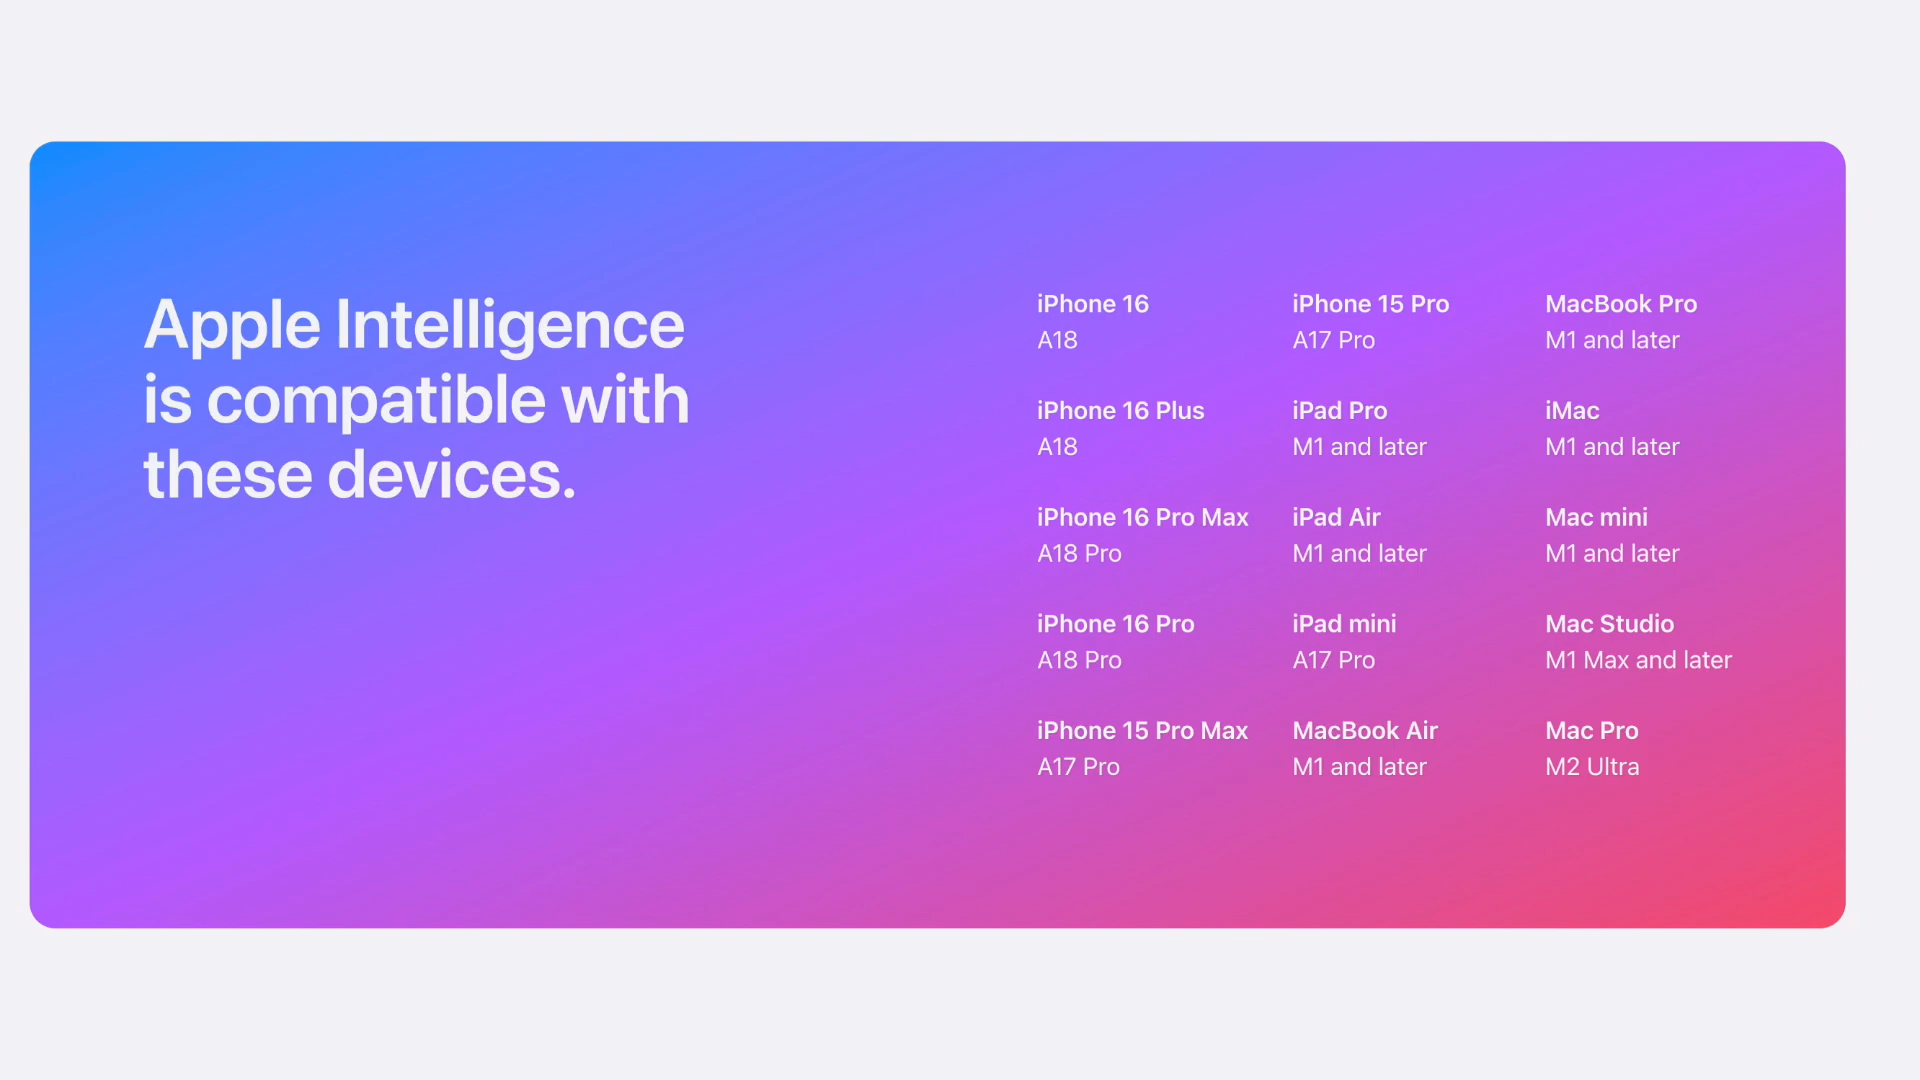 Apple Intelligence
is compatible with
these devices.
iPhone 16
A18
iPhone 16 Plus
A18
iPhone 16 Pro Max
A18 Pro
iPhone 16 Pro
A18 Pro
iPhone 15 Pro Max
A17 Pro
iPhone 15 Pro
A17 Pro
iPad Pro
M1 and later
iPad Air
M1 and later
iPad mini
A17 Pro
MacBook Air
M1 and later
MacBook Pro
M1 and later
iMac
M1 and later
Mac mini
M1 and later
Mac Studio
M1 Max and later
Mac Pro
M2 Ultra